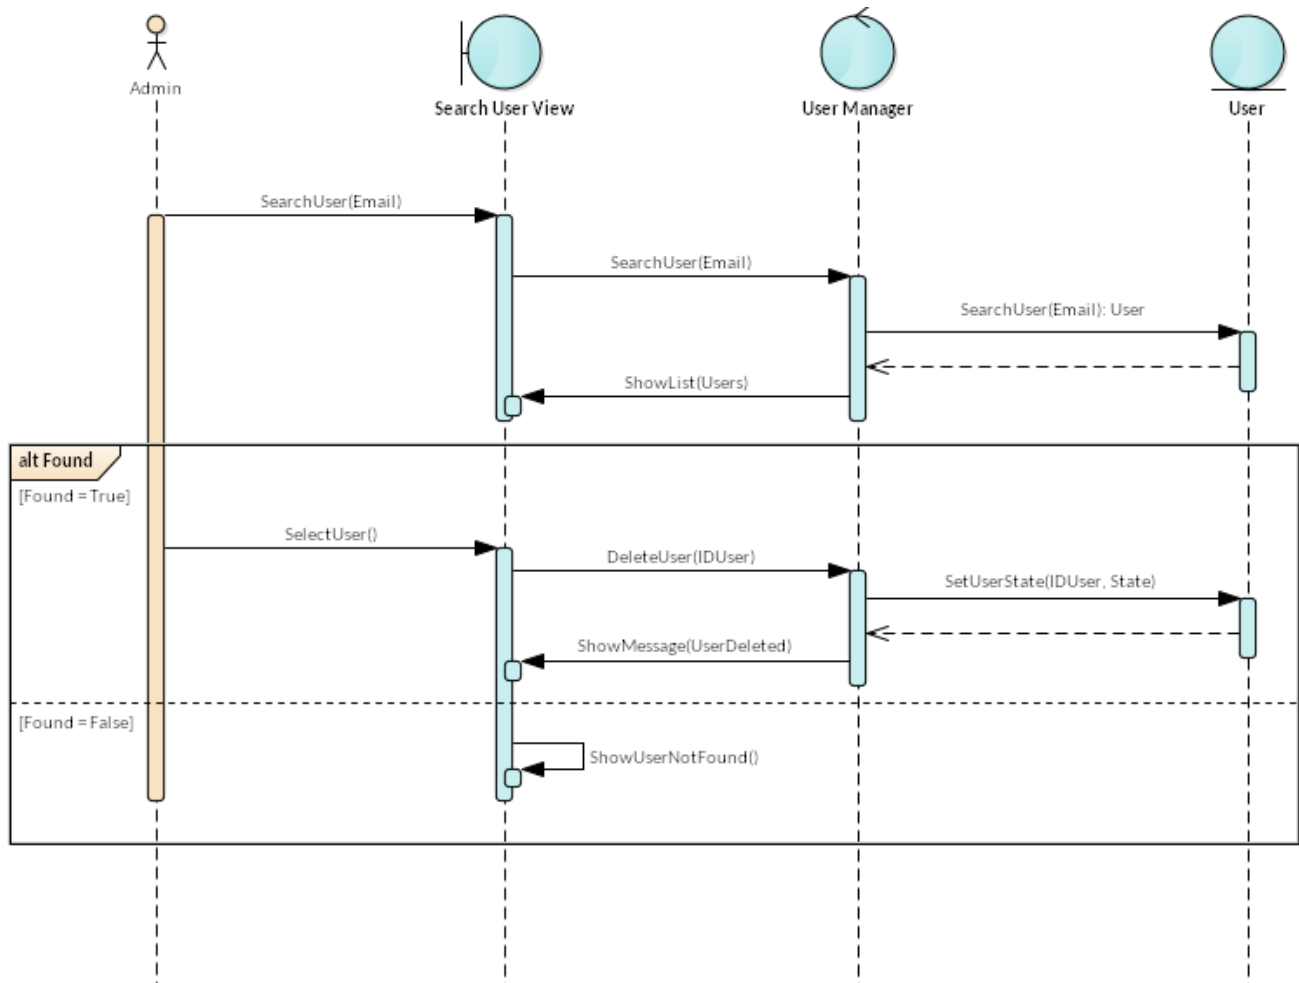 Admin
Search User View
User Manager
User
SearchUser(Email)
SearchUser(Email)
SearchUser(Email): User
ShowList(Users)
alt Found
[Found = True]
SelectUser()
DeleteUser(IDUser)
SetUserState(IDUser, State)
ShowMessage(UserDeleted)
[Found = False]
ShowUserNotFound()